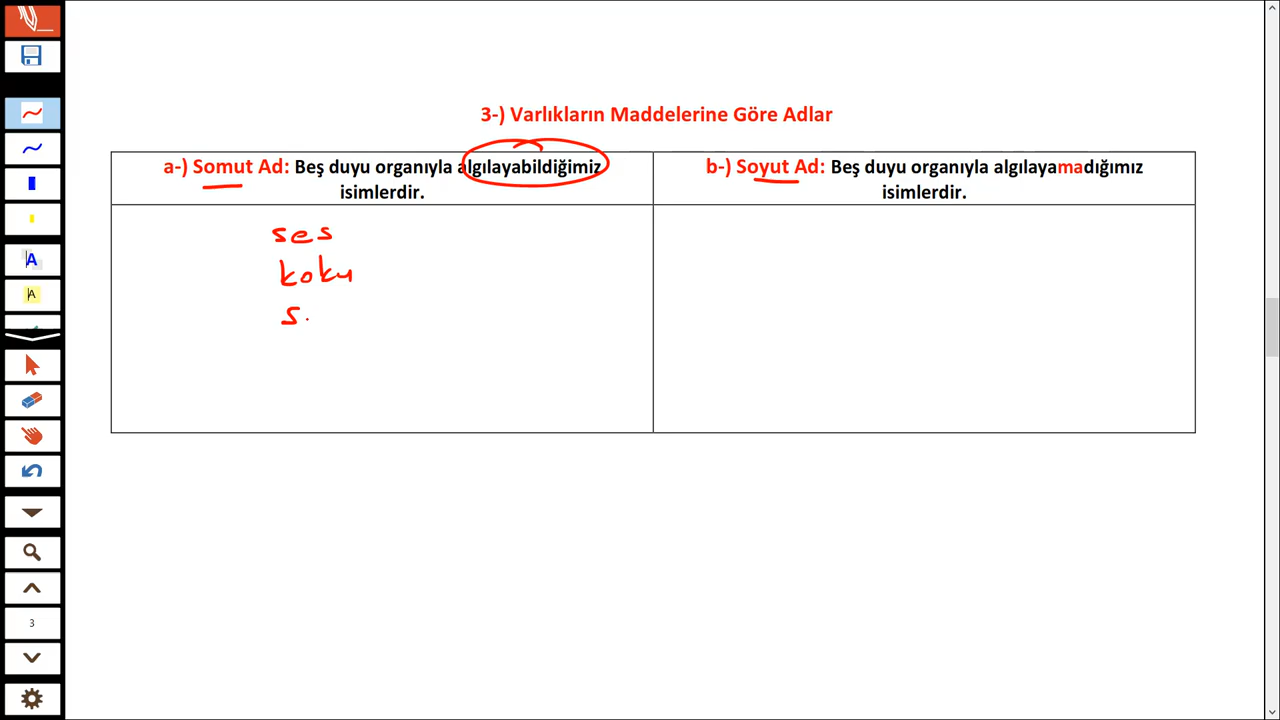 3-) Varlıkların Maddelerine Göre Adlar
a-) Somut Ad: Beş duyu organıyla algılayabildiğimiz
isimlerdir.
b-) Soyut Ad: Beş duyu organıyla algılayamadığımız
isimlerdir.
ses
koku
s.
A
A
3